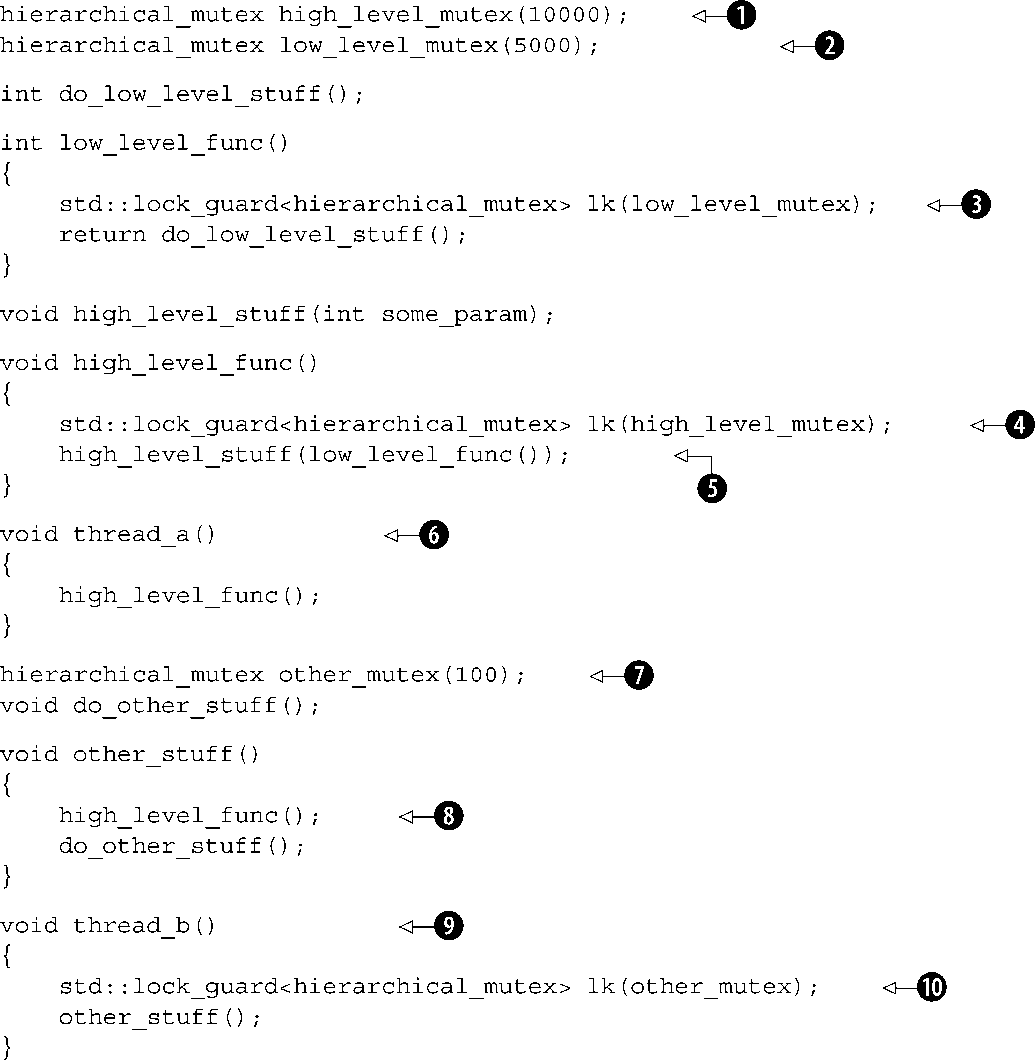 hierarchical_mutex high_level_mutex(10000); 1
hierarchical_mutex low_level_mutex(5000); 2
int do_low_level_stuff();
int low_level_func()
{
    std::lock_guard<hierarchical_mutex> lk(low_level_mutex); 3
    return do_low_level_stuff();
}
void high_level_stuff(int some_param);
void high_level_func()
{
    std::lock_guard<hierarchical_mutex> lk(high_level_mutex); 4
    high_level_stuff(low_level_func()); 5
}
void thread_a() 6
{
    high_level_func();
}
hierarchical_mutex other_mutex(100); 7
void do_other_stuff();
void other_stuff()
{
    high_level_func(); 8
    do_other_stuff();
}
void thread_b() 9
{
    std::lock_guard<hierarchical_mutex> lk(other_mutex); 10
    other_stuff();
}